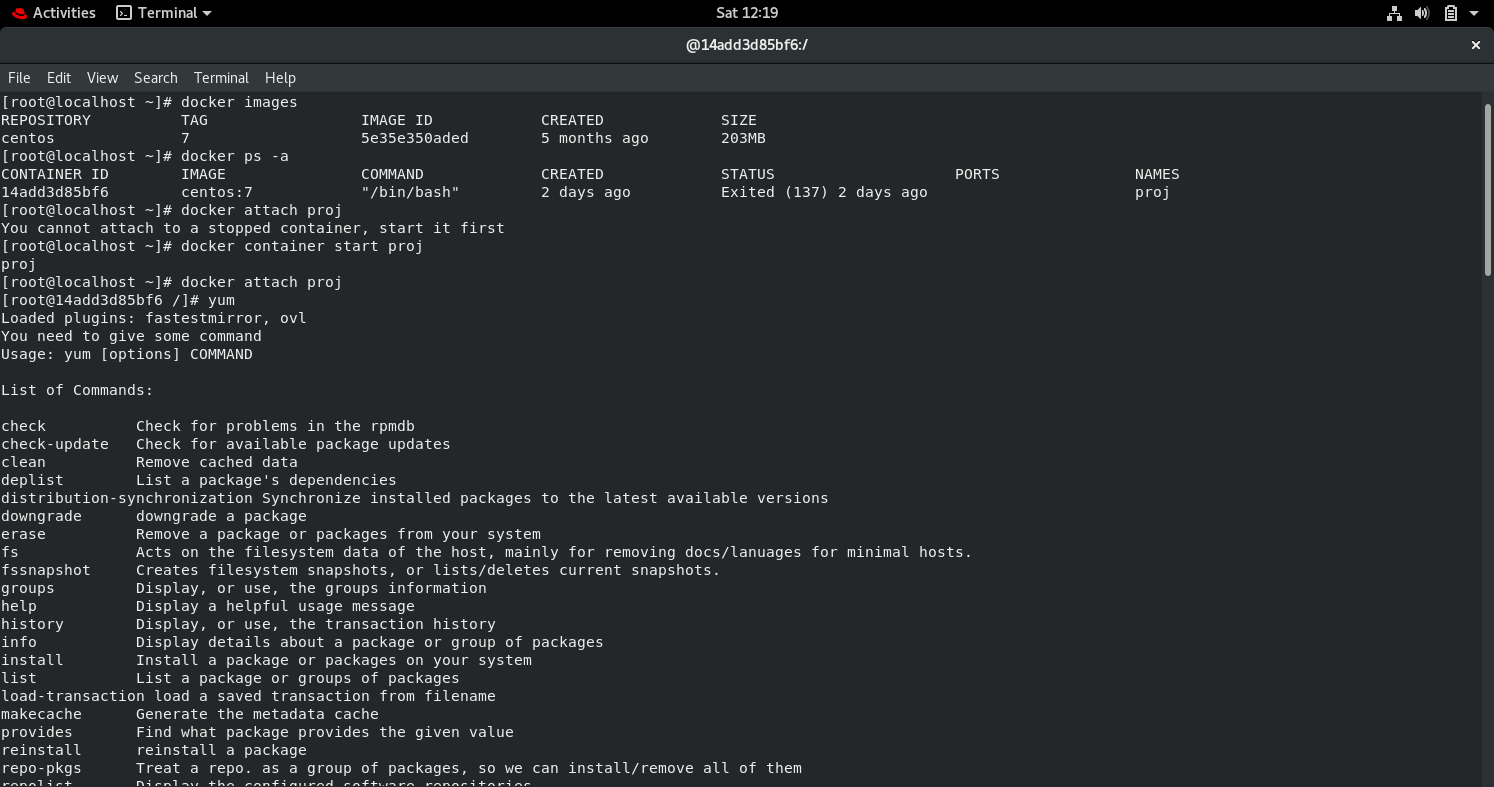 Activities Terminal Sat 12:19
@14add3d85bf6:/
File Edit View Search Terminal Help
[root@localhost ~]# docker images
REPOSITORY TAG IMAGE ID CREATED SIZE
centos 7 5e35e350aded 5 months ago 203MB
[root@localhost ~]# docker ps -a
CONTAINER ID IMAGE COMMAND CREATED STATUS PORTS NAMES
14add3d85bf6 centos:7 "/bin/bash" 2 days ago Exited (137) 2 days ago proj
[root@localhost ~]# docker attach proj
You cannot attach to a stopped container, start it first
[root@localhost ~]# docker container start proj
proj
[root@localhost ~]# docker attach proj
[root@14add3d85bf6 /]# yum
Loaded plugins: fastestmirror, ovl
You need to give some command
Usage: yum [options] COMMAND
List of Commands:
check Check for problems in the rpmdb
check-update Check for available package updates
clean Remove cached data
deplist List a package's dependencies
distribution-synchronization Synchronize installed packages to the latest available versions
downgrade downgrade a package
erase Remove a package or packages from your system
fs Acts on the filesystem data of the host, mainly for removing docs/lanuages for minimal hosts.
fssnapshot Creates filesystem snapshots, or lists/deletes current snapshots.
groups Display, or use, the groups information
help Display a helpful usage message
history Display, or use, the transaction history
info Display details about a package or group of packages
install Install a package or packages on your system
list List a package or groups of packages
load-transaction load a saved transaction from filename
makecache Generate the metadata cache
provides Find what package provides the given value
reinstall reinstall a package
repo-pkgs Treat a repo. as a group of packages, so we can install/remove all of them
repolist Display the configured software repositories